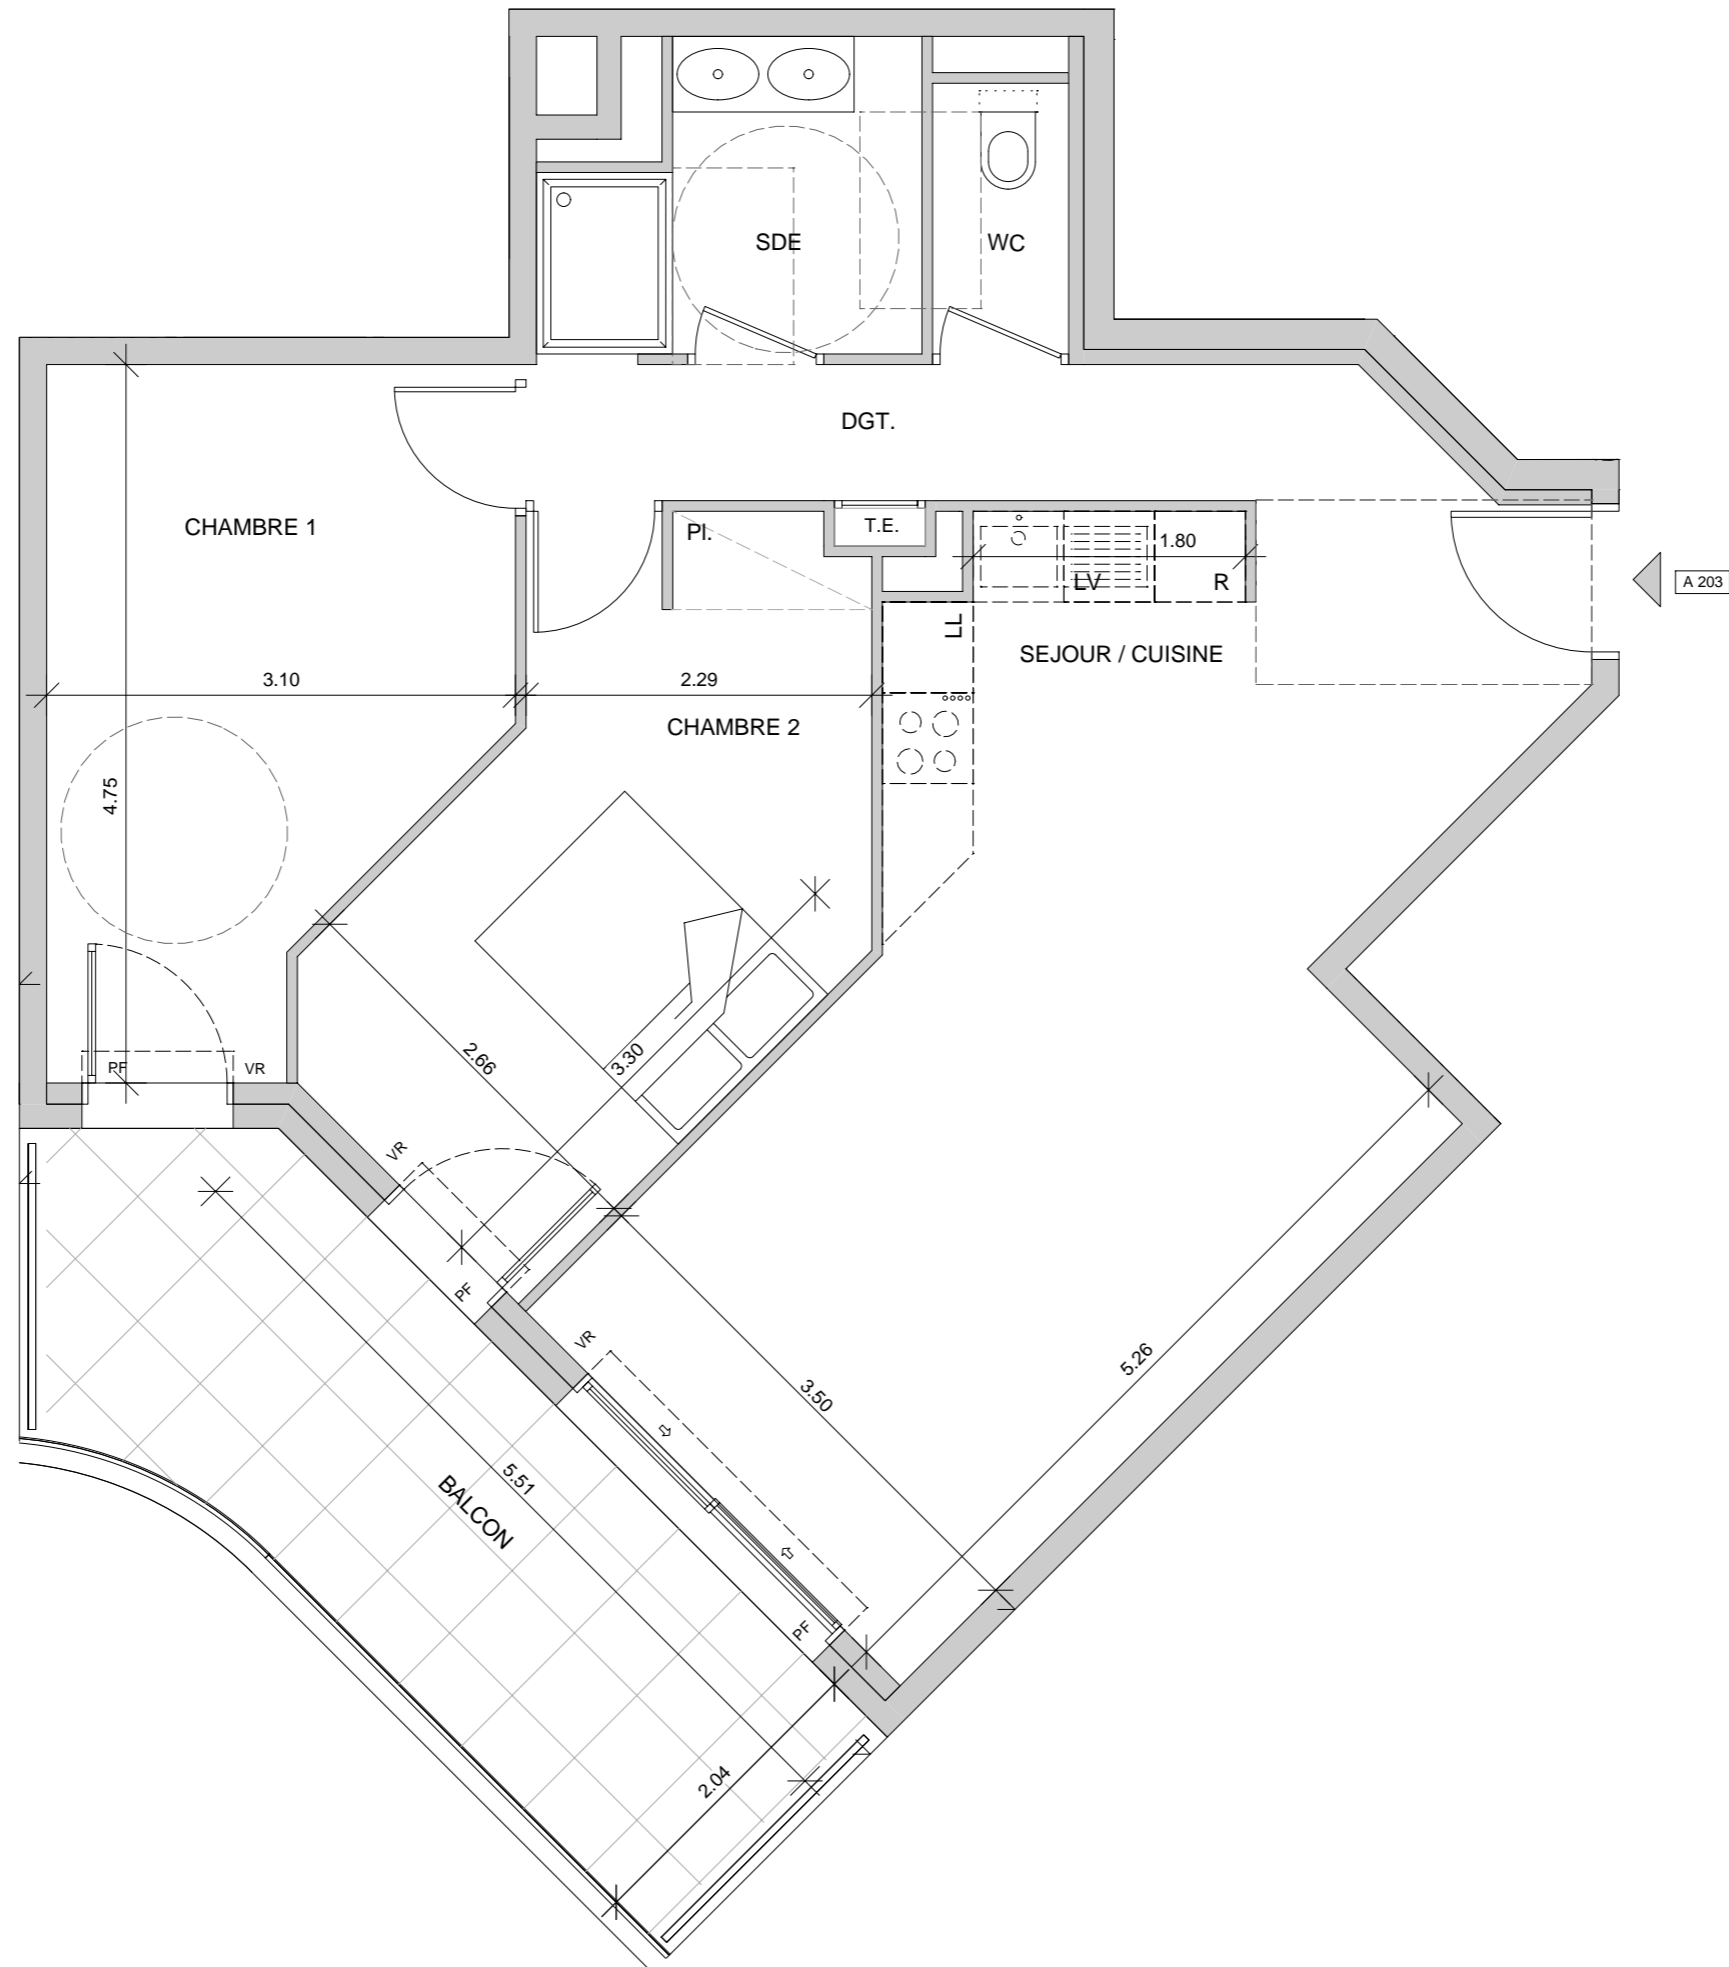 SDE
WC
DGT.
CHAMBRE 1
Pl.
T.E.
1.80
LV
R
A 203
LL
SEJOUR / CUISINE
3.10
2.29
CHAMBRE 2
4.75
2.66
3.30
PF
VR
VR
PF
VR
5.26
3.50
5.51
BALCON
PF
2.04